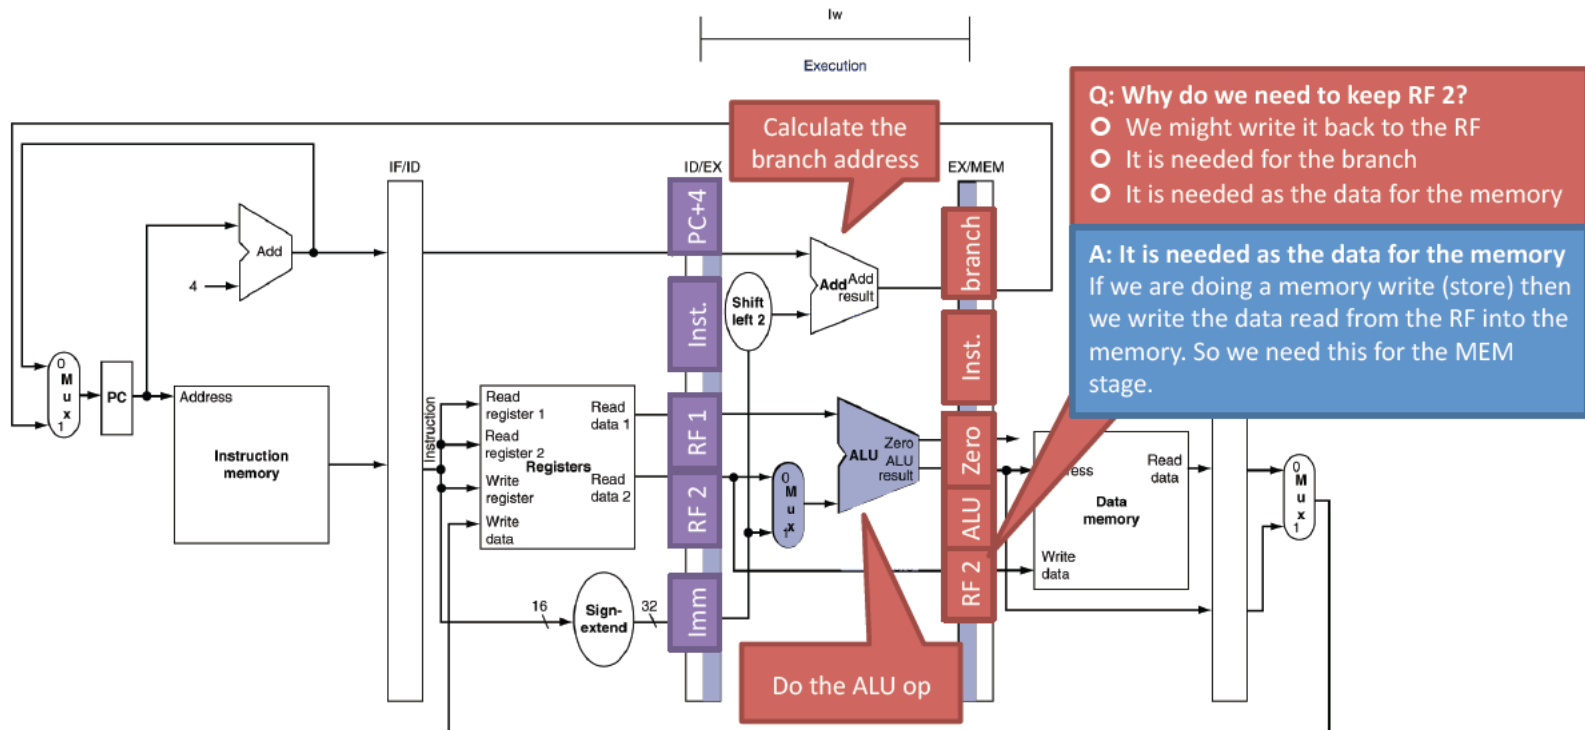 lw
Execution
Q: Why do we need to keep RF 2?
We might write it back to the RF
It is needed for the branch
It is needed as the data for the memory
A: It is needed as the data for the memory
If we are doing a memory write (store) then
we write the data read from the RF into the
memory. So we need this for the MEM
stage.
Calculate the
branch address
IF/ID
ID/EX
EX/MEM
PC+4
Inst.
RF 1
RF 2
Imm
branch
Inst.
Zero
ALU
RF 2
Add
4
Shift
left 2
Add Add
result
0
M
u
x
1
PC
Address
Instruction
memory
Instruction
Read
register 1
Read
register 2
Write
register
Write
data
Registers
Read
data 1
Read
data 2
16
Sign-
extend
32
0
M
u
x
1
ALU
Zero
ALU
result
Read
data
Data
memory
Write
data
0
M
u
x
1
Do the ALU op